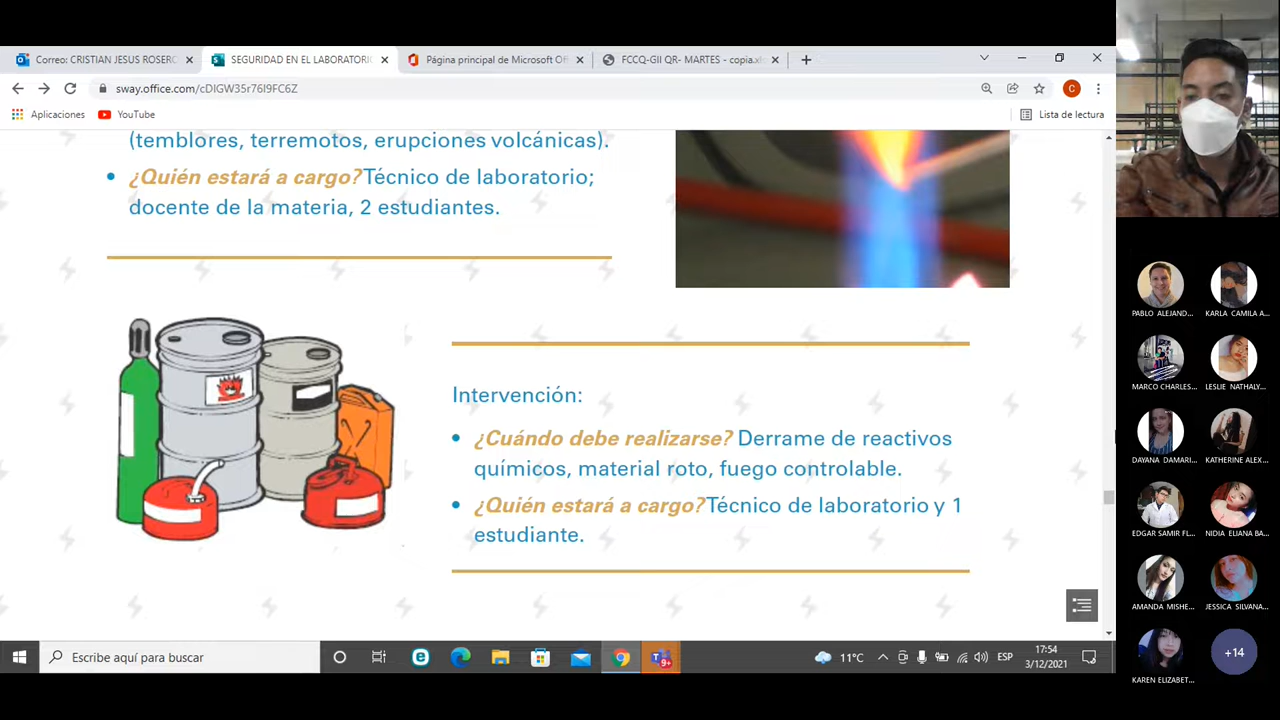 Correo: CRISTIAN JESUS ROSERO
SEGURIDAD EN EL LABORATORIO
Página principal de Microsoft Of
FCCQ-GII QR- MARTES - copia.xls
sway.office.com/cDIGW35r76I9FC6Z
C
Aplicaciones
YouTube
Lista de lectura
(temblores, terremotos, erupciones volcánicas).
• ¿Quién estará a cargo? Técnico de laboratorio;
docente de la materia, 2 estudiantes.
Intervención:
• ¿Cuándo debe realizarse? Derrame de reactivos
químicos, material roto, fuego controlable.
• ¿Quién estará a cargo? Técnico de laboratorio y 1
estudiante.
PABLO ALEJAND...
KARLA CAMILA A...
MARCO CHARLES...
LESLIE NATHALY...
DAYANA DAMARI...
KATHERINE ALEX...
EDGAR SAMIR FL...
NIDIA ELIANA BA...
AMANDA MISHE...
JESSICA SILVANA...
KAREN ELIZABET...
+14
Escribe aquí para buscar
9+
11°C
ESP
17:54
3/12/2021